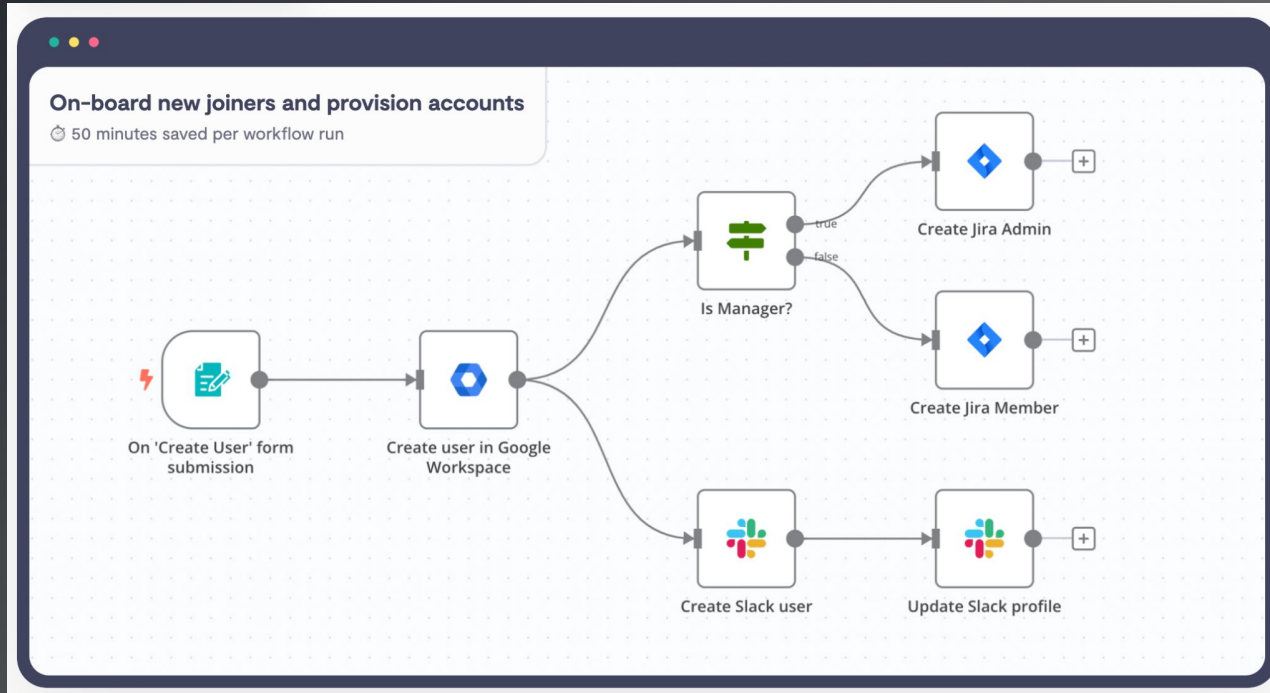 On-board new joiners and provision accounts
50 minutes saved per workflow run
Create Jira Admin
true
false
Is Manager?
Create Jira Member
On 'Create User' form
submission
Create user in Google
Workspace
Create Slack user
Update Slack profile